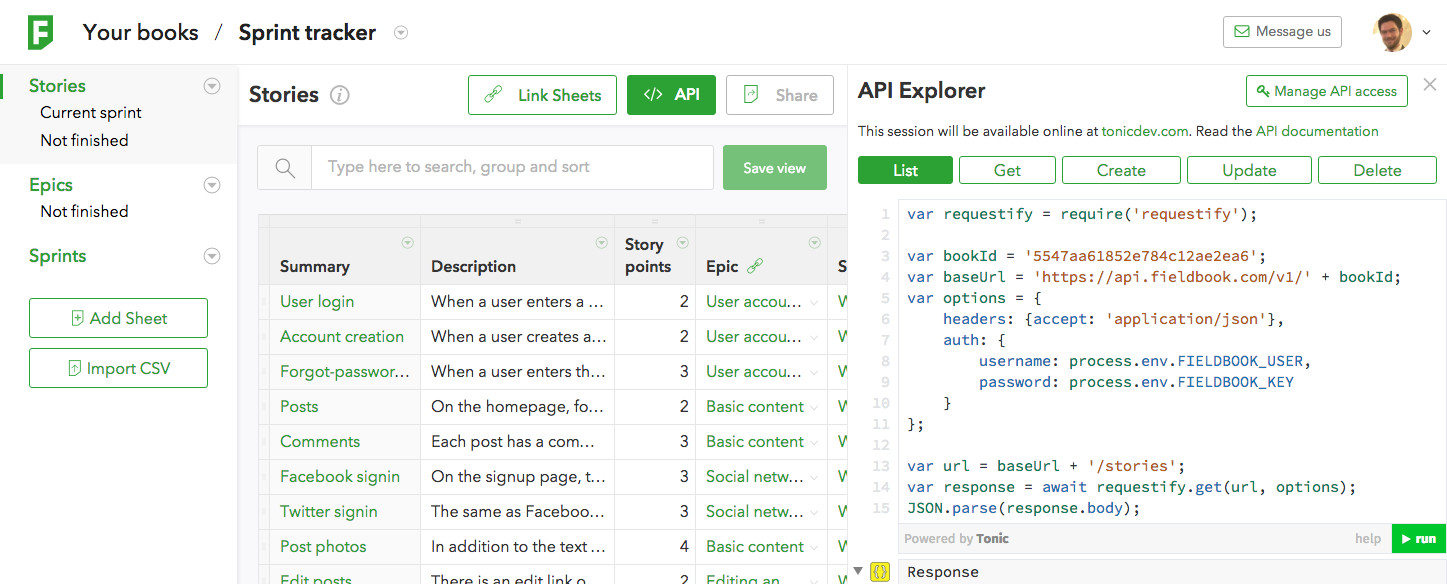 F
Your books / Sprint tracker
Message us
Stories
Current sprint
Not finished
Epics
Not finished
Sprints
Add Sheet
Import CSV
Stories i
Link Sheets
</> API
Share
Type here to search, group and sort
Save view
Summary Description Story points Epic S
User login When a user enters a ... 2 User accou...
Account creation When a user creates a... 2 User accou...
Forgot-passwor... When a user enters th... 3 User accou...
Posts On the homepage, fo... 2 Basic content
Comments Each post has a com... 3 Basic content
Facebook signin On the signup page, t... 3 Social netw...
Twitter signin The same as Faceboo... 3 Social netw...
Post photos In addition to the text ... 4 Basic content
Edit posts There is an edit link o 2 Editing an
API Explorer
Manage API access
This session will be available online at tonicdev.com. Read the API documentation
List Get Create Update Delete
1 var requestify = require('requestify');
2
3 var bookId = '5547aa61852e784c12ae2ea6';
4 var baseUrl = 'https://api.fieldbook.com/v1/' + bookId;
5 var options = {
6 headers: {accept: 'application/json'},
7 auth: {
8 username: process.env.FIELDBOOK_USER,
9 password: process.env.FIELDBOOK_KEY
10 }
11 };
12
13 var url = baseUrl + '/stories';
14 var response = await requestify.get(url, options);
15 JSON.parse(response.body);
Powered by Tonic help run
{} Response